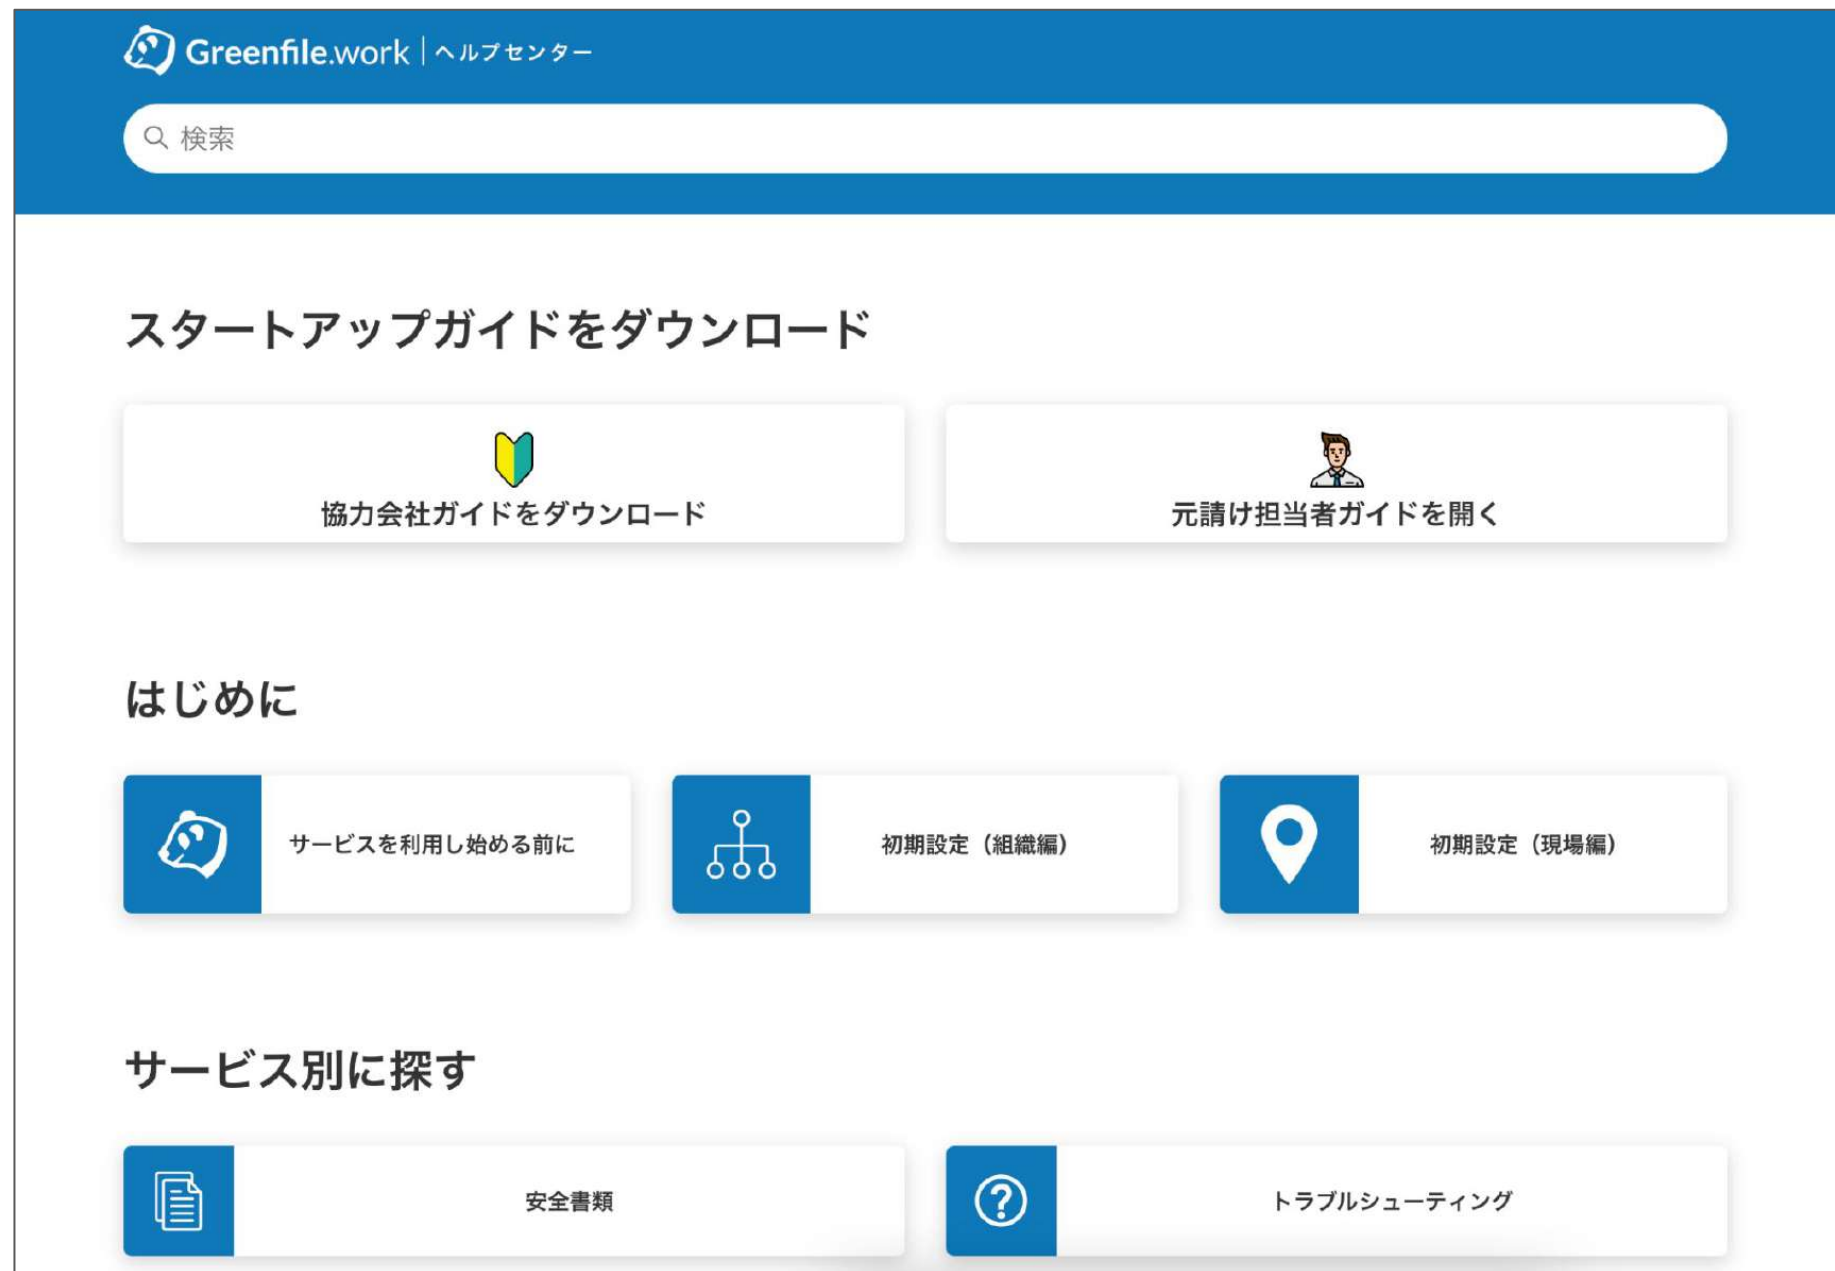 Greenfile.work | ヘルプセンター
検索
スタートアップガイドをダウンロード
協力会社ガイドをダウンロード
元請け担当者ガイドを開く
はじめに
サービスを利用し始める前に
初期設定（組織編）
初期設定（現場編）
サービス別に探す
安全書類
トラブルシューティング